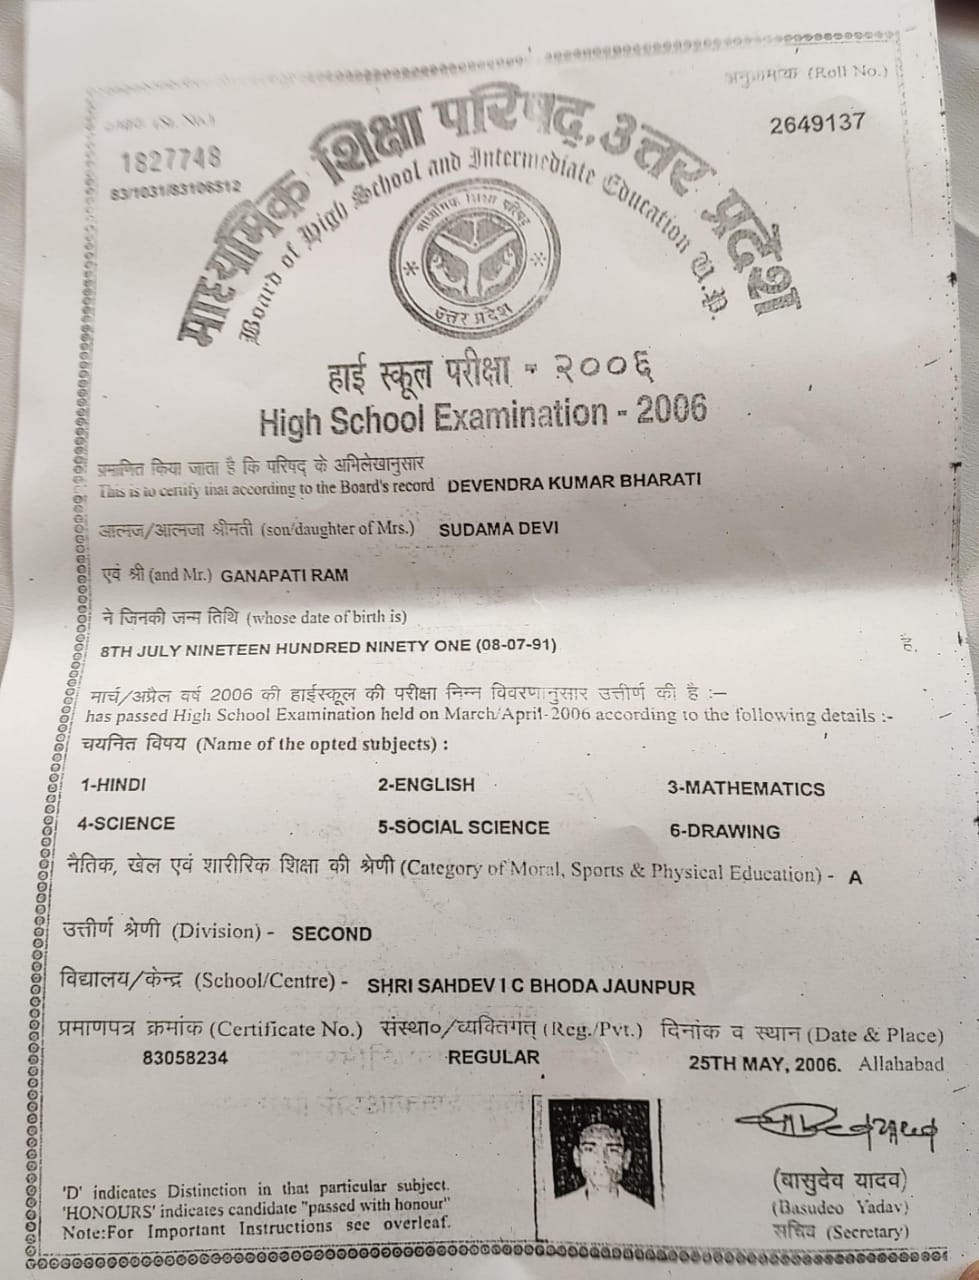 अनुक्रमांक (Roll No.)
(Sr. No.)
2649137
1827748
83/1031/83106512
माध्यमिक शिक्षा परिषद्, उत्तर प्रदेश
Board of High School and Intermediate Education U.P.
माध्यमिक शिक्षा परिषद
उत्तर प्रदेश
हाई स्कूल परीक्षा - २००६
High School Examination - 2006
प्रमाणित किया जाता है कि परिषद् के अभिलेखानुसार
This is to certify that according to the Board's record DEVENDRA KUMAR BHARATI
आत्मज/आत्मजा श्रीमती (son/daughter of Mrs.) SUDAMA DEVI
एवं श्री (and Mr.) GANAPATI RAM
ने जिनकी जन्म तिथि (whose date of birth is)
8TH JULY NINETEEN HUNDRED NINETY ONE (08-07-91) है,
मार्च/अप्रैल वर्ष 2006 की हाईस्कूल की परीक्षा निम्न विवरणानुसार उत्तीर्ण की है :–
has passed High School Examination held on March/April-2006 according to the following details :-
चयनित विषय (Name of the opted subjects) :
1-HINDI 2-ENGLISH 3-MATHEMATICS
4-SCIENCE 5-SOCIAL SCIENCE 6-DRAWING
नैतिक, खेल एवं शारीरिक शिक्षा की श्रेणी (Category of Moral, Sports & Physical Education) - A
उत्तीर्ण श्रेणी (Division) - SECOND
विद्यालय/केन्द्र (School/Centre) - SHRI SAHDEV I C BHODA JAUNPUR
प्रमाणपत्र क्रमांक (Certificate No.) संस्था०/व्यक्तिगत् (Reg./Pvt.) दिनांक व स्थान (Date & Place)
83058234 REGULAR 25TH MAY, 2006. Allahabad
'D' indicates Distinction in that particular subject.
'HONOURS' indicates candidate "passed with honour"
Note:For Important Instructions see overleaf.
(बासुदेव यादव)
(Basudeo Yadav)
सचिव (Secretary)